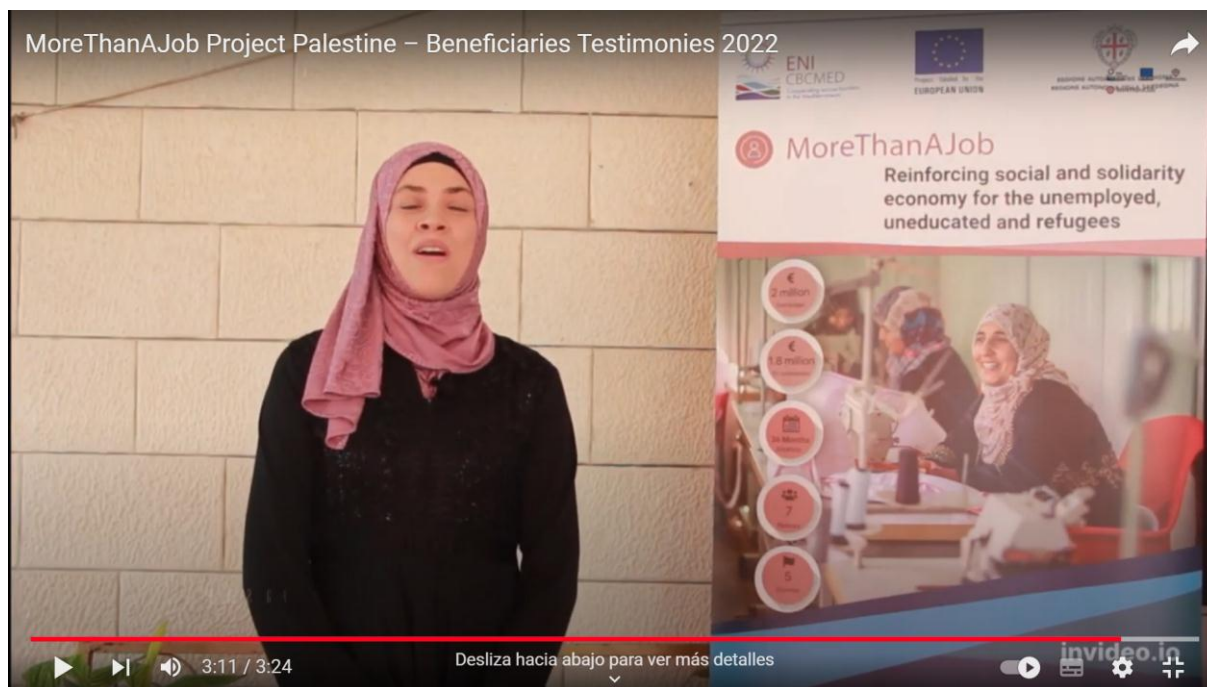 MoreThanAJob Project Palestine – Beneficiaries Testimonies 2022
ENI
CBCMED
EUROPEAN UNION
MoreThanAJob
Reinforcing social and solidarity
economy for the unemployed,
uneducated and refugees
€
2 million
€
1.8 million
7
5
invideo.io
3:11 / 3:24
Desliza hacia abajo para ver más detalles